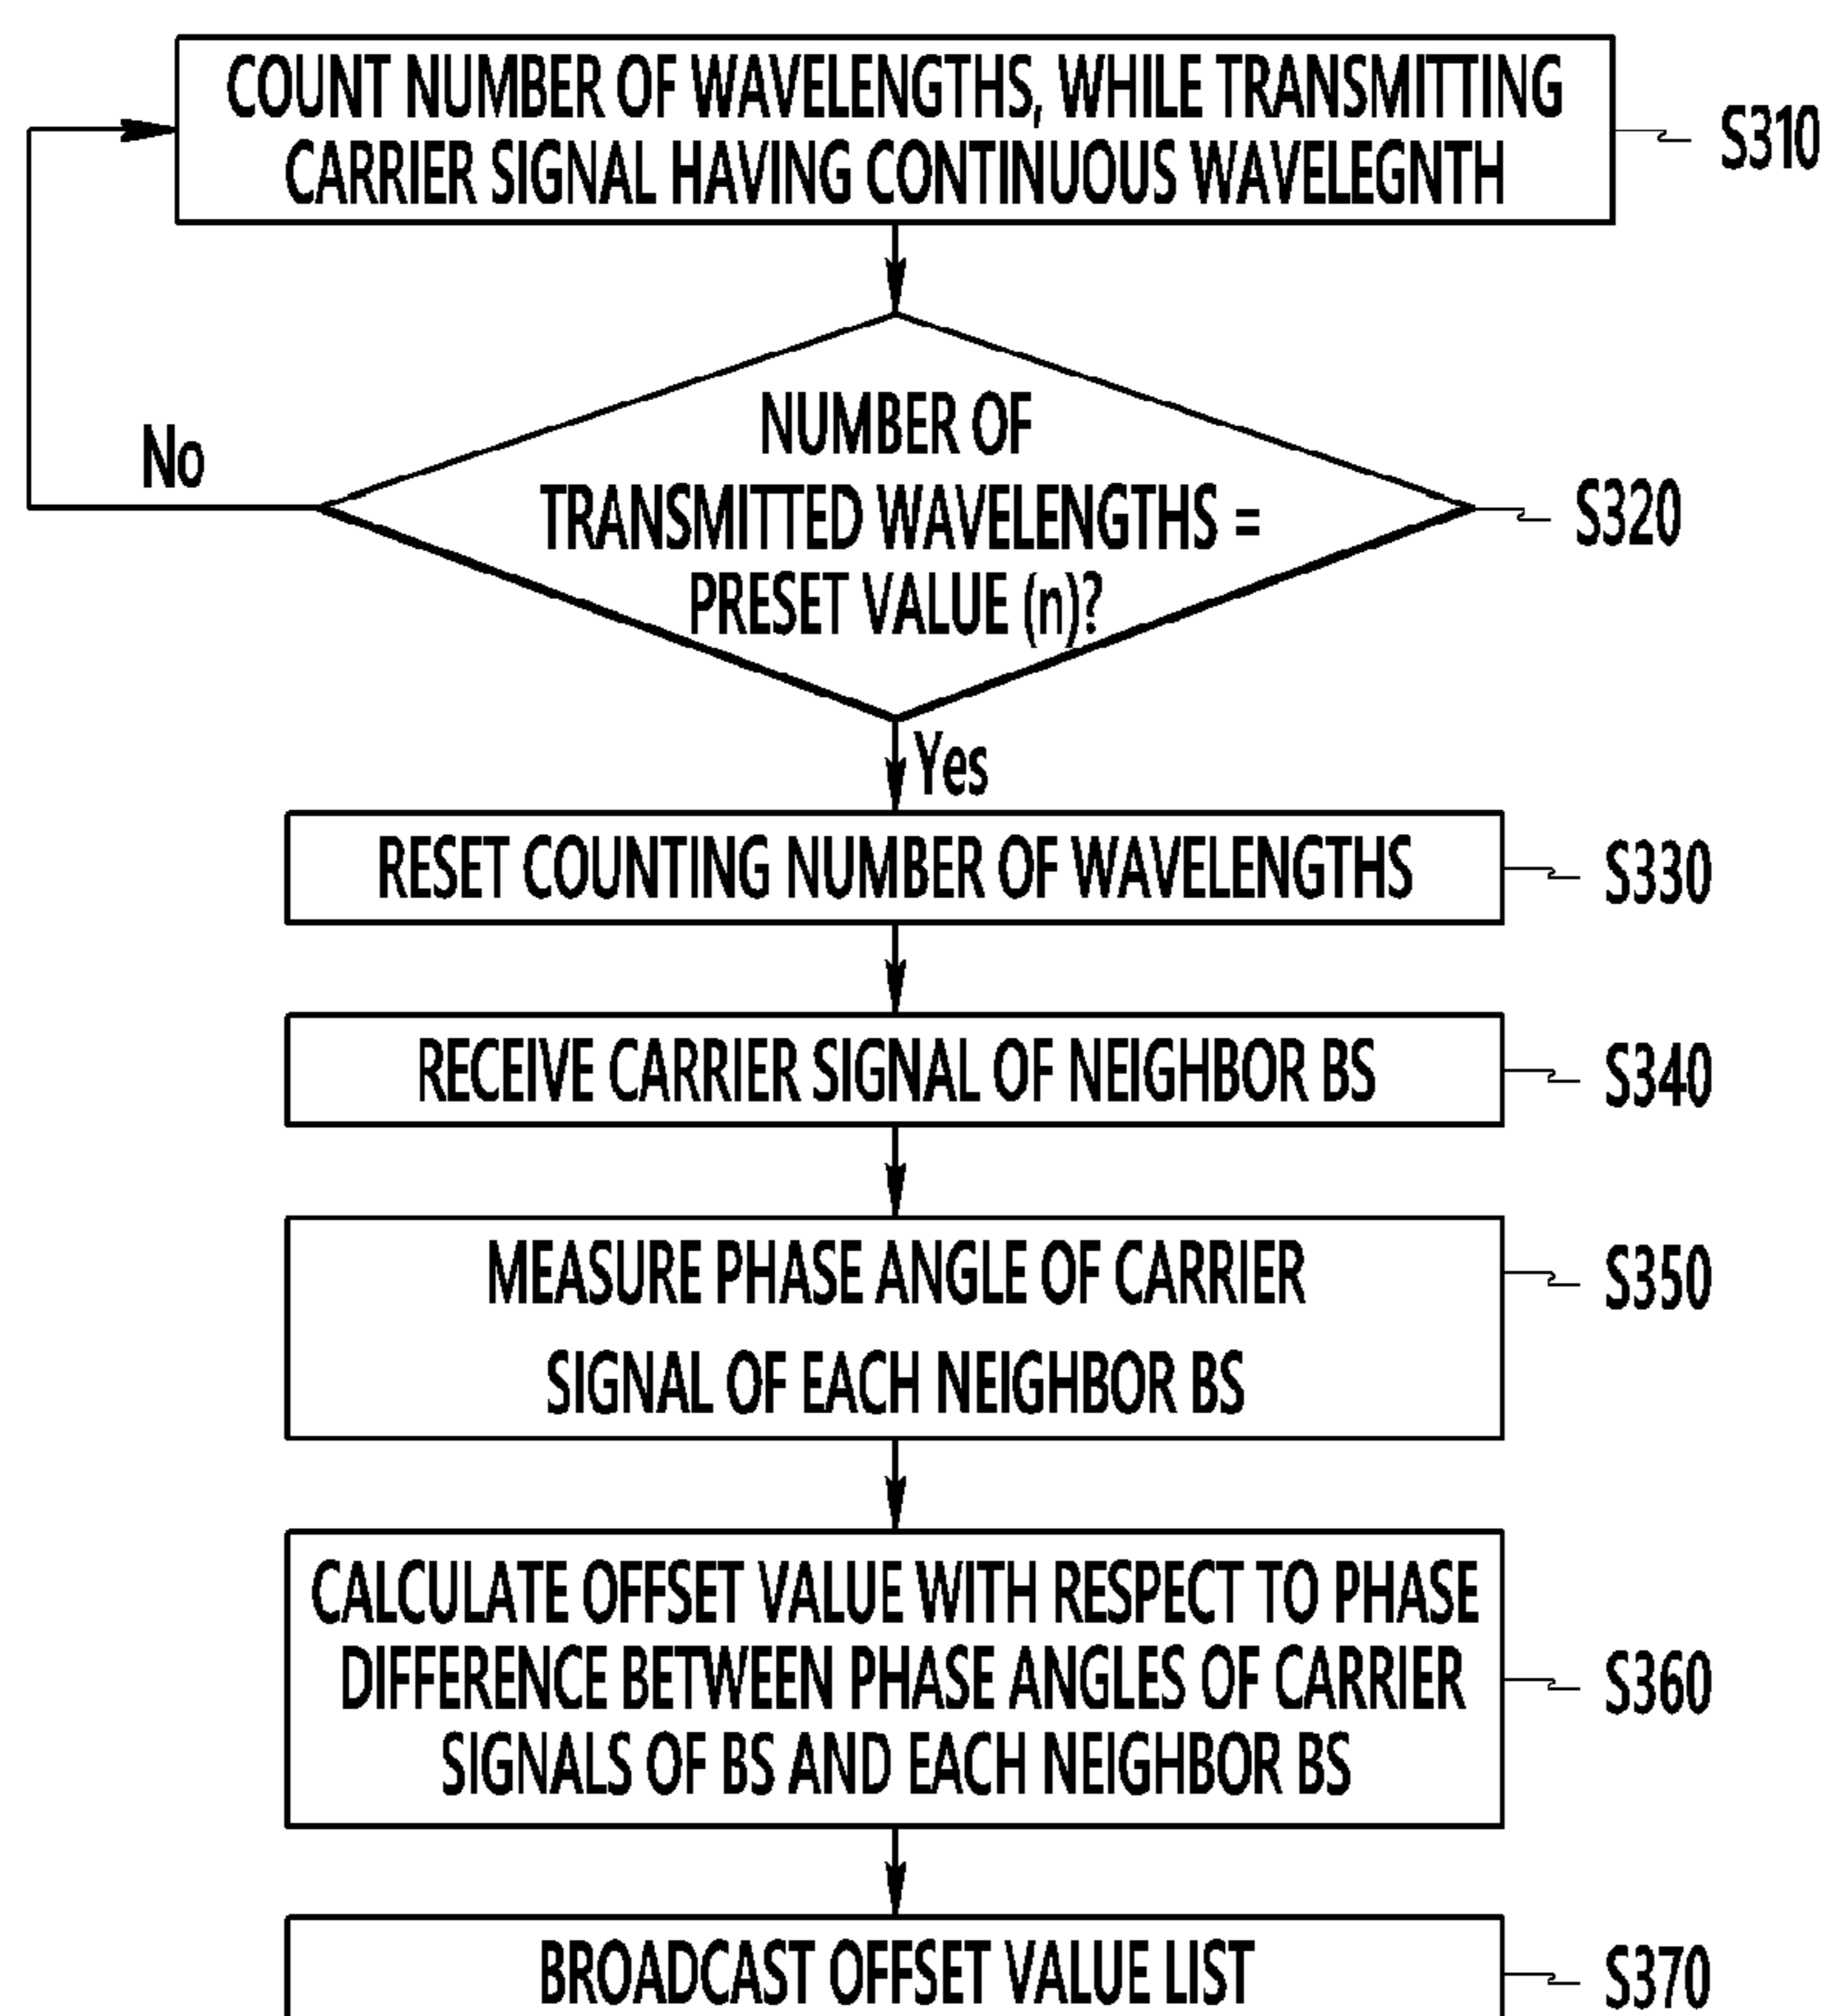 COUNT NUMBER OF WAVELENGTHS, WHILE TRANSMITTING
CARRIER SIGNAL HAVING CONTINUOUS WAVELEGNTH
S310
No
NUMBER OF
TRANSMITTED WAVELENGTHS =
PRESET VALUE (n)?
S320
Yes
RESET COUNTING NUMBER OF WAVELENGTHS
S330
RECEIVE CARRIER SIGNAL OF NEIGHBOR BS
S340
MEASURE PHASE ANGLE OF CARRIER
SIGNAL OF EACH NEIGHBOR BS
S350
CALCULATE OFFSET VALUE WITH RESPECT TO PHASE
DIFFERENCE BETWEEN PHASE ANGLES OF CARRIER
SIGNALS OF BS AND EACH NEIGHBOR BS
S360
BROADCAST OFFSET VALUE LIST
S370